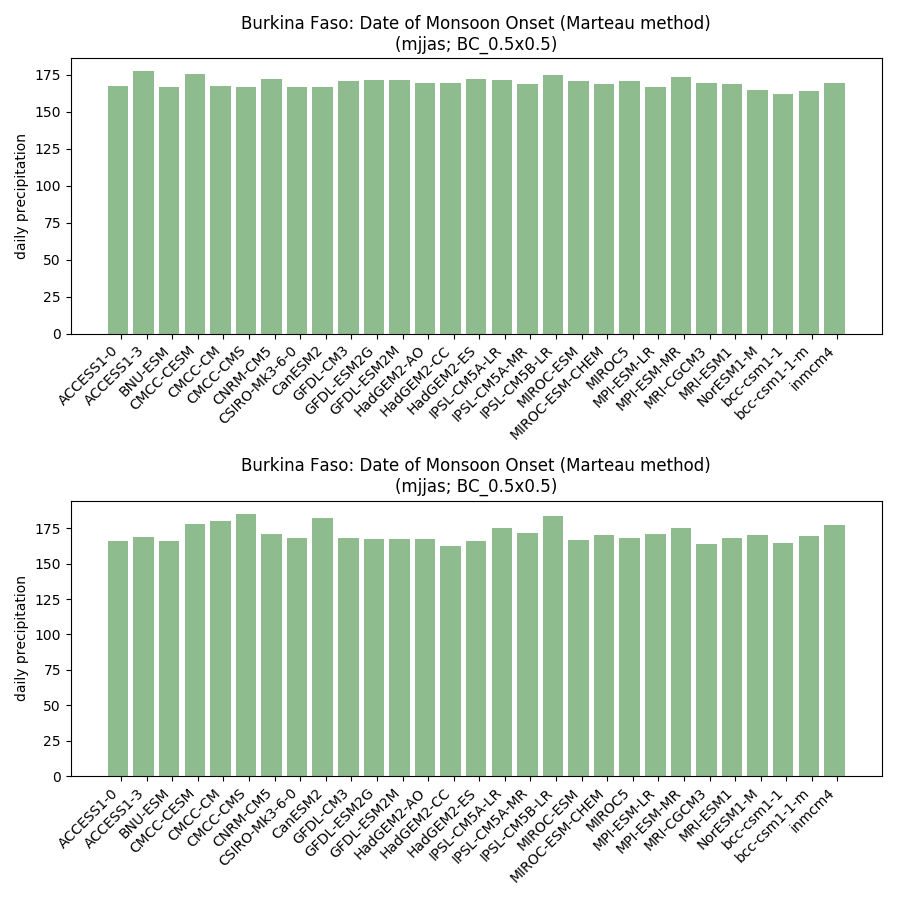 Burkina Faso: Date of Monsoon Onset (Marteau method)
(mjjas; BC_0.5x0.5)
daily precipitation
175
150
125
100
75
50
25
0
ACCESS1-0
ACCESS1-3
BNU-ESM
CMCC-CESM
CMCC-CM
CMCC-CMS
CNRM-CM5
CSIRO-Mk3-6-0
CanESM2
GFDL-CM3
GFDL-ESM2G
GFDL-ESM2M
HadGEM2-AO
HadGEM2-CC
HadGEM2-ES
IPSL-CM5A-LR
IPSL-CM5A-MR
IPSL-CM5B-LR
MIROC-ESM
MIROC-ESM-CHEM
MIROC5
MPI-ESM-LR
MPI-ESM-MR
MRI-CGCM3
MRI-ESM1
NorESM1-M
bcc-csm1-1
bcc-csm1-1-m
inmcm4
Burkina Faso: Date of Monsoon Onset (Marteau method)
(mjjas; BC_0.5x0.5)
daily precipitation
175
150
125
100
75
50
25
0
ACCESS1-0
ACCESS1-3
BNU-ESM
CMCC-CESM
CMCC-CM
CMCC-CMS
CNRM-CM5
CSIRO-Mk3-6-0
CanESM2
GFDL-CM3
GFDL-ESM2G
GFDL-ESM2M
HadGEM2-AO
HadGEM2-CC
HadGEM2-ES
IPSL-CM5A-LR
IPSL-CM5A-MR
IPSL-CM5B-LR
MIROC-ESM
MIROC-ESM-CHEM
MIROC5
MPI-ESM-LR
MPI-ESM-MR
MRI-CGCM3
MRI-ESM1
NorESM1-M
bcc-csm1-1
bcc-csm1-1-m
inmcm4